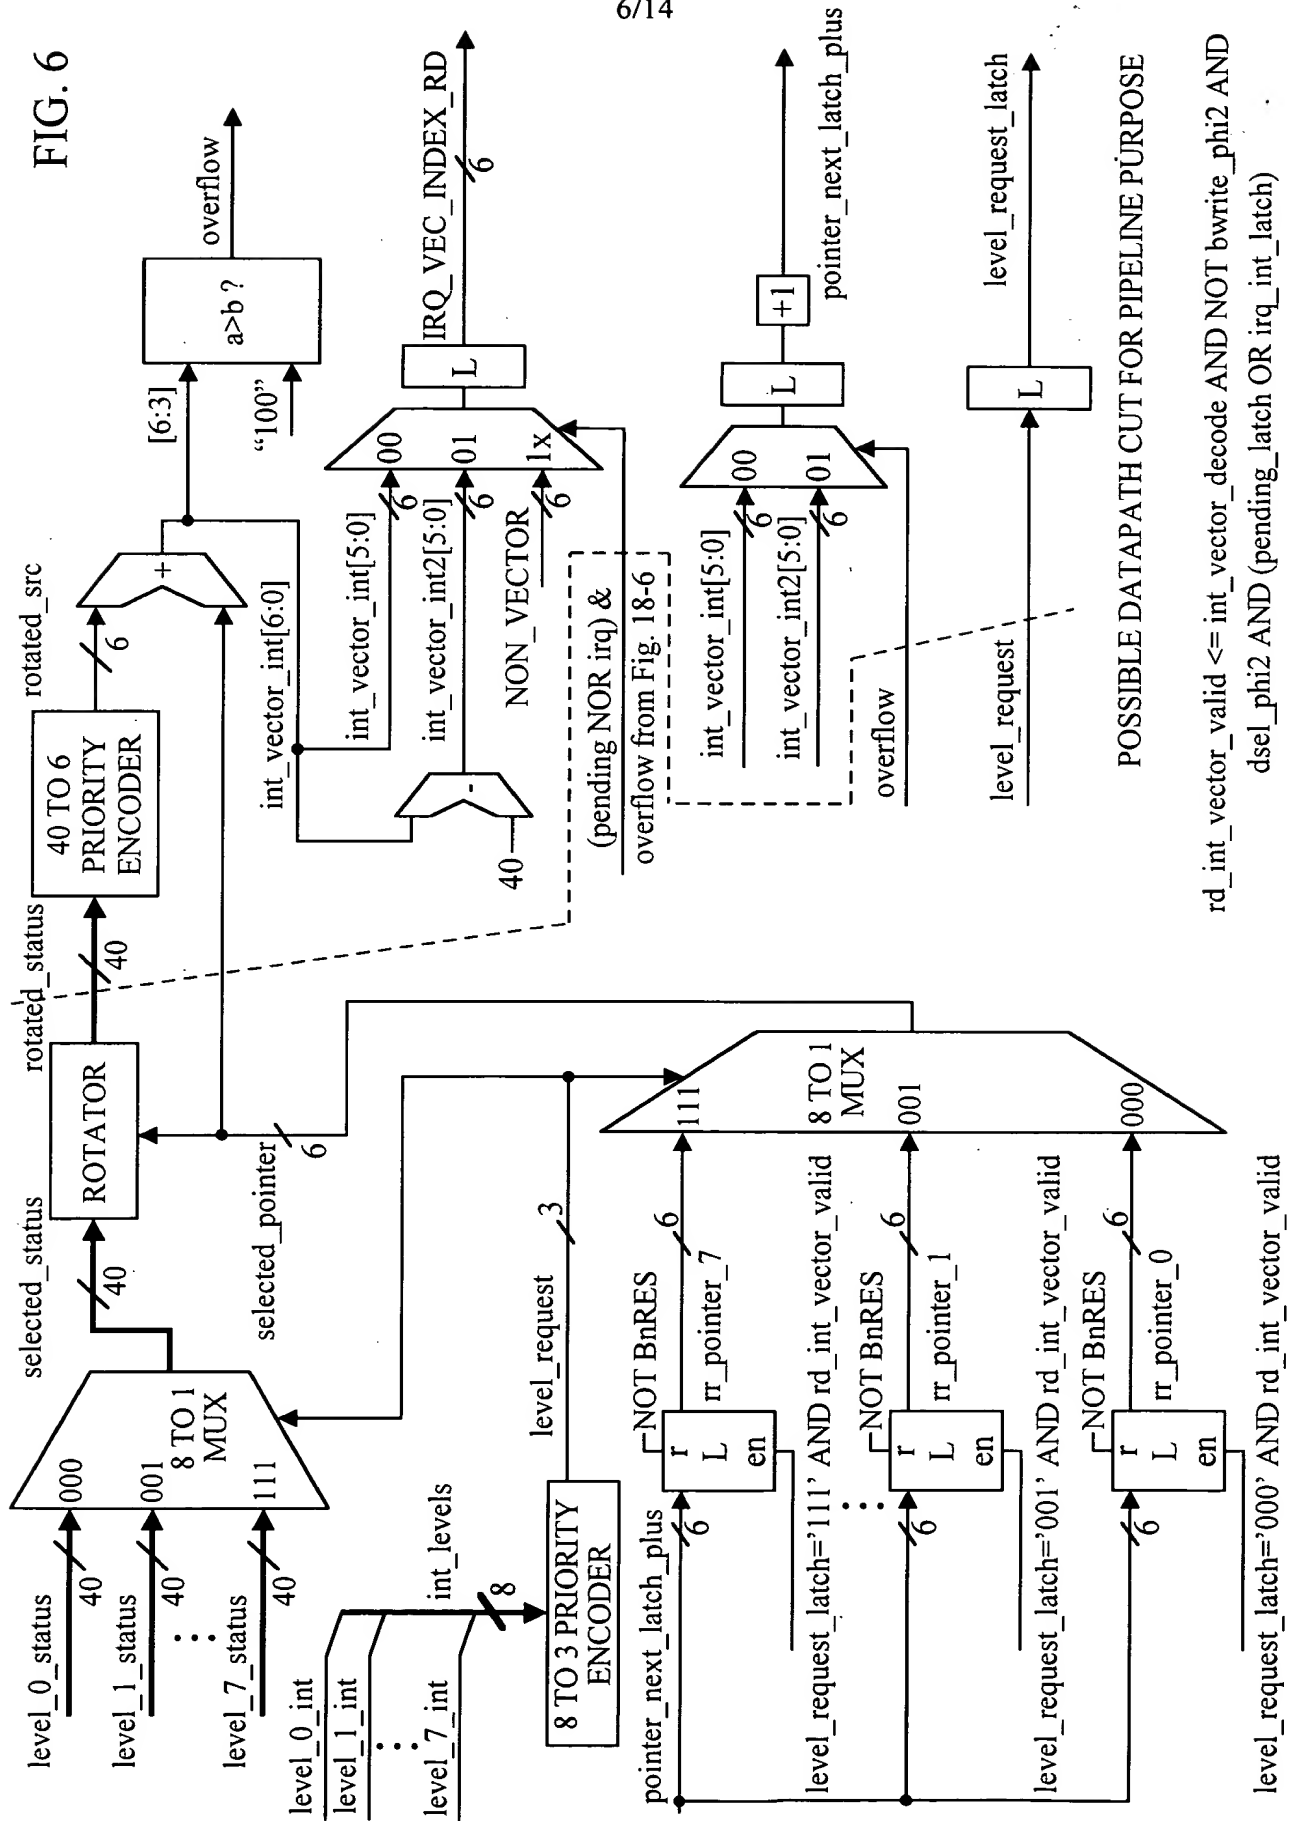 6/14
FIG. 6
level_0_status
40
level_1_status
40
level_7_status
40
000
001
111
8 TO 1
MUX
selected_status
40
ROTATOR
rotated_status
40
40 TO 6
PRIORITY
ENCODER
rotated_src
6
+
[6:3]
"100"
a>b ?
overflow
selected_pointer
6
int_vector_int[6:0]
int_vector_int[5:0]
6
int_vector_int2[5:0]
6
NON_VECTOR
6
00
01
1x
L
IRQ_VEC_INDEX_RD
6
40
-
(pending NOR irq) &
overflow from Fig. 18-6
level_0_int
level_1_int
level_7_int
int_levels
8
8 TO 3 PRIORITY
ENCODER
level_request
3
int_vector_int[5:0]
6
int_vector_int2[5:0]
6
00
01
L
+1
pointer_next_latch_plus
overflow
level_request
L
level_request_latch
pointer_next_latch_plus
6
r
L
en
NOT BnRES
6
rr_pointer_7
level_request_latch='111' AND rd_int_vector_valid
6
r
L
en
NOT BnRES
6
rr_pointer_1
level_request_latch='001' AND rd_int_vector_valid
6
r
L
en
NOT BnRES
6
rr_pointer_0
level_request_latch='000' AND rd_int_vector_valid
111
001
000
8 TO 1
MUX
POSSIBLE DATAPATH CUT FOR PIPELINE PURPOSE
rd_int_vector_valid <= int_vector_decode AND NOT bwrite_phi2 AND
dsel_phi2 AND (pending_latch OR irq_int_latch)